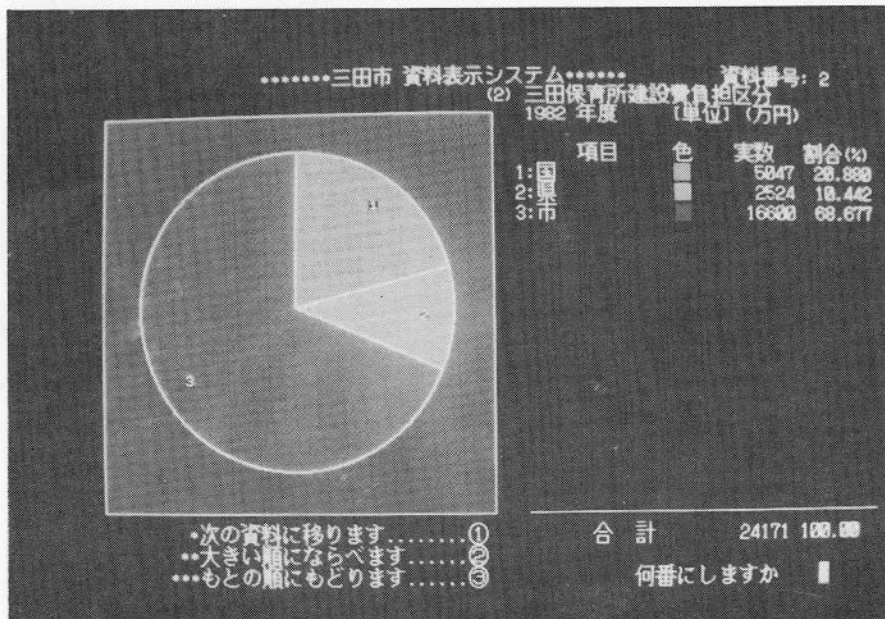 *******三田市 資料表示システム****** 資料番号: 2
(2) 三田保育所建設費負担区分
1982 年度 [単位] (万円)
項目 色 実数 割合(%)
1:国 5047 20.880
2:県 2524 10.442
3:市 16600 68.677
1
2
3
合 計 24171 100.00
*次の資料に移ります........①
**大きい順にならべます......②
***もとの順にもどります......③
何番にしますか